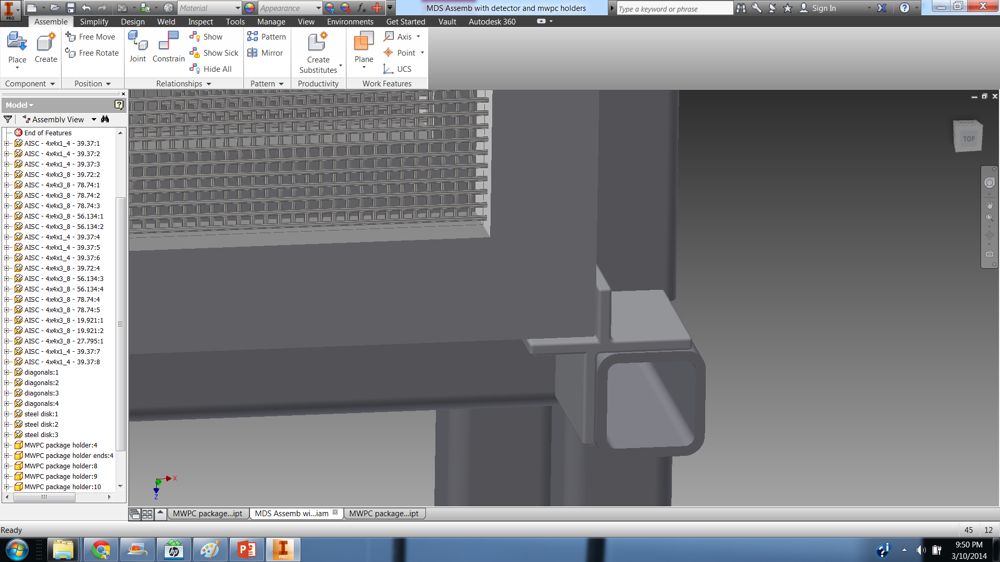 PRO
Material
Appearance
MDS Assemb with detector and mwpc holders
Type a keyword or phrase
Sign In
Assemble Simplify Design Weld Inspect Tools Manage View Environments Get Started Vault Autodesk 360
Place
Create
Free Move
Free Rotate
Joint
Constrain
Show
Show Sick
Hide All
Pattern
Mirror
Create
Substitutes
Plane
Axis
Point
UCS
Component Position Relationships Pattern Productivity Work Features
Model
Assembly View
End of Features
AISC - 4x4x1_4 - 39.37:1
AISC - 4x4x1_4 - 39.37:2
AISC - 4x4x1_4 - 39.37:3
AISC - 4x4x3_8 - 39.72:2
AISC - 4x4x3_8 - 78.74:1
AISC - 4x4x3_8 - 78.74:2
AISC - 4x4x3_8 - 78.74:3
AISC - 4x4x3_8 - 56.134:1
AISC - 4x4x3_8 - 56.134:2
AISC - 4x4x1_4 - 39.37:4
AISC - 4x4x1_4 - 39.37:5
AISC - 4x4x1_4 - 39.37:6
AISC - 4x4x3_8 - 39.72:4
AISC - 4x4x3_8 - 56.134:3
AISC - 4x4x3_8 - 56.134:4
AISC - 4x4x3_8 - 78.74:4
AISC - 4x4x3_8 - 78.74:5
AISC - 4x4x3_8 - 19.921:1
AISC - 4x4x3_8 - 19.921:2
AISC - 4x4x3_8 - 27.795:1
AISC - 4x4x1_4 - 39.37:7
AISC - 4x4x1_4 - 39.37:8
diagonals:1
diagonals:2
diagonals:3
diagonals:4
steel disk:1
steel disk:2
steel disk:3
MWPC package holder:4
MWPC package holder ends:4
MWPC package holder:8
MWPC package holder:9
MWPC package holder:10
TOP
X
Z
MWPC package...ipt
MDS Assemb wi...iam
MWPC package...ipt
Ready
45 12
hp
PRO
9:50 PM
3/10/2014